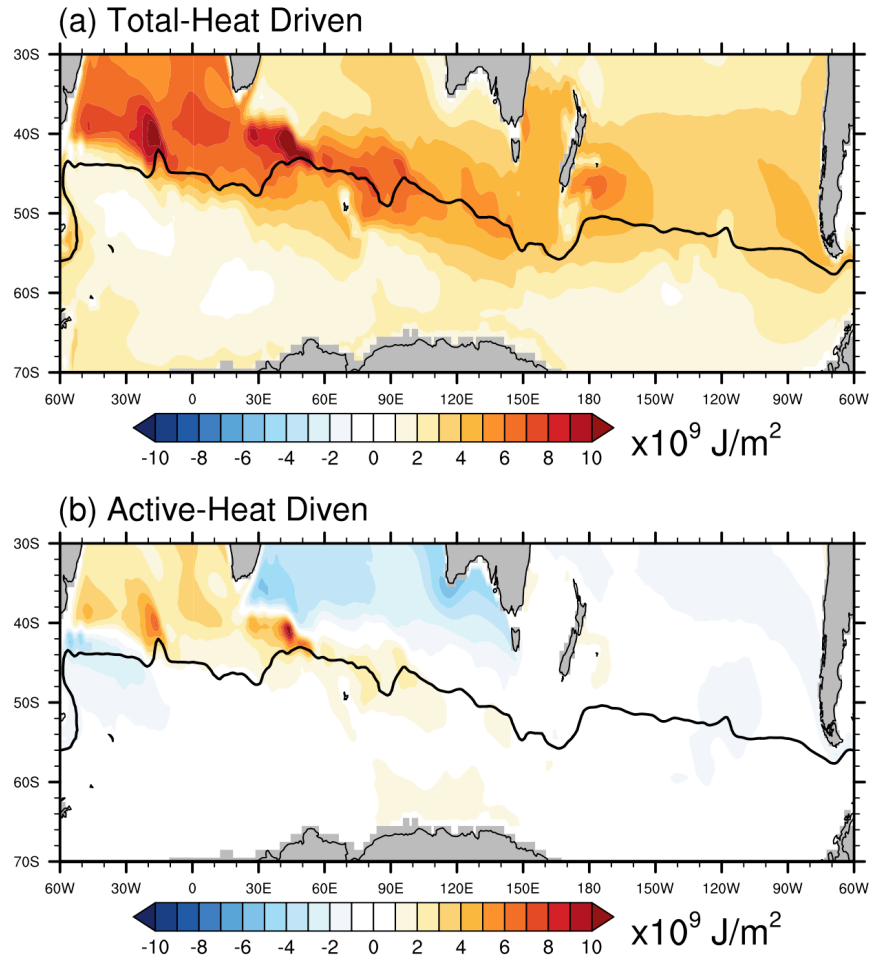 (a) Total-Heat Driven
30S
40S
50S
60S
70S
60W 30W 0 30E 60E 90E 120E 150E 180 150W 120W 90W 60W
-10 -8 -6 -4 -2 0 2 4 6 8 10
x10⁹ J/m²
(b) Active-Heat Diven
30S
40S
50S
60S
70S
60W 30W 0 30E 60E 90E 120E 150E 180 150W 120W 90W 60W
-10 -8 -6 -4 -2 0 2 4 6 8 10
x10⁹ J/m²